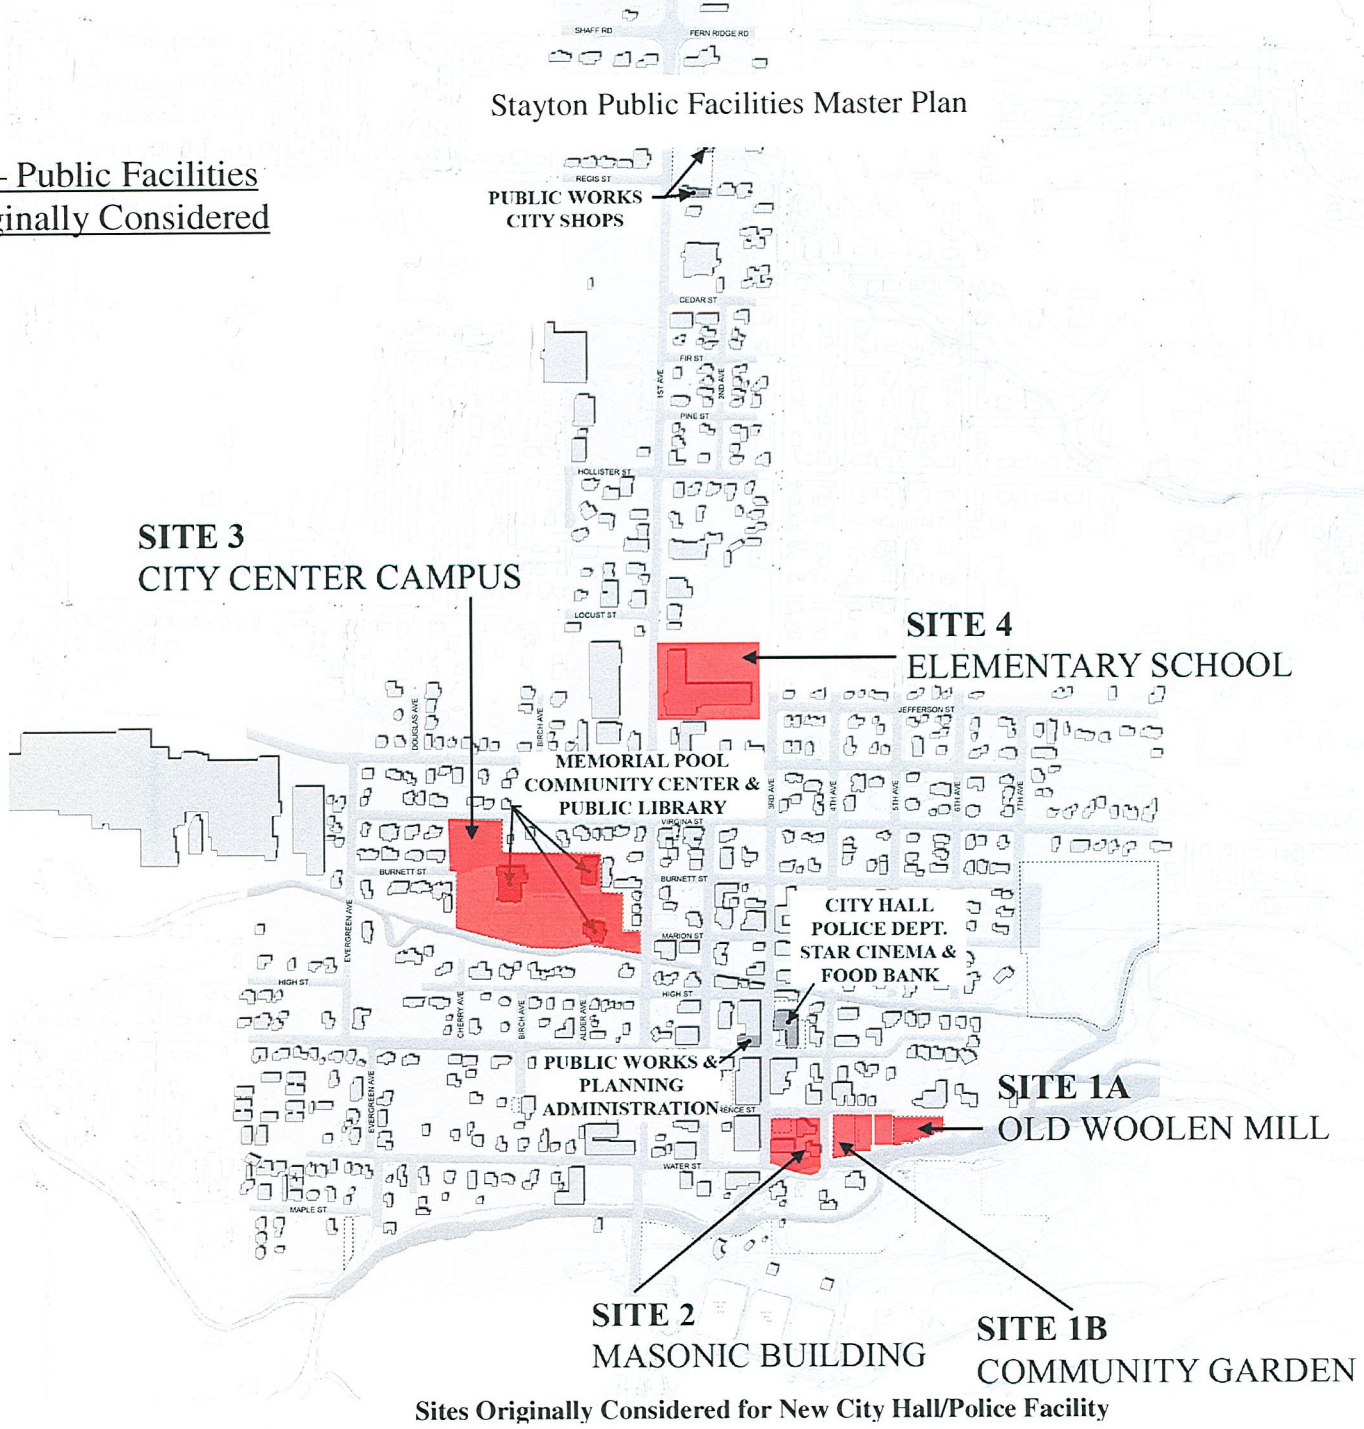 SHAFF RD
FERN RIDGE RD
Stayton Public Facilities Master Plan
- Public Facilities
ginally Considered
REGIS ST
PUBLIC WORKS
CITY SHOPS
CEDAR ST
FIR ST
1ST AVE
2ND AVE
PINE ST
HOLLISTER ST
SITE 3
CITY CENTER CAMPUS
LOCUST ST
SITE 4
ELEMENTARY SCHOOL
JEFFERSON ST
DOUGLAS AVE
BIRCH AVE
MEMORIAL POOL
COMMUNITY CENTER &
PUBLIC LIBRARY
3RD AVE
4TH AVE
5TH AVE
6TH AVE
7TH AVE
VIRGINIA ST
BURNETT ST
BURNETT ST
CITY HALL
POLICE DEPT.
STAR CINEMA &
FOOD BANK
EVERGREEN AVE
MARION ST
HIGH ST
HIGH ST
CHERRY AVE
BIRCH AVE
ALDER AVE
PUBLIC WORKS &
PLANNING
ADMINISTRATION
RENCE ST
EVERGREEN AVE
SITE 1A
OLD WOOLEN MILL
WATER ST
MAPLE ST
SITE 2
MASONIC BUILDING
SITE 1B
COMMUNITY GARDEN
Sites Originally Considered for New City Hall/Police Facility